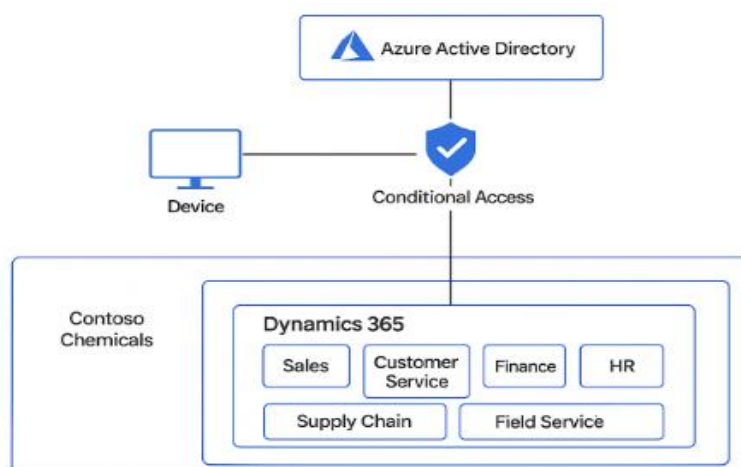 Azure Active Directory
Device
Conditional Access
Contoso
Chemicals
Dynamics 365
Sales
Customer
Service
Finance
HR
Supply Chain
Field Service